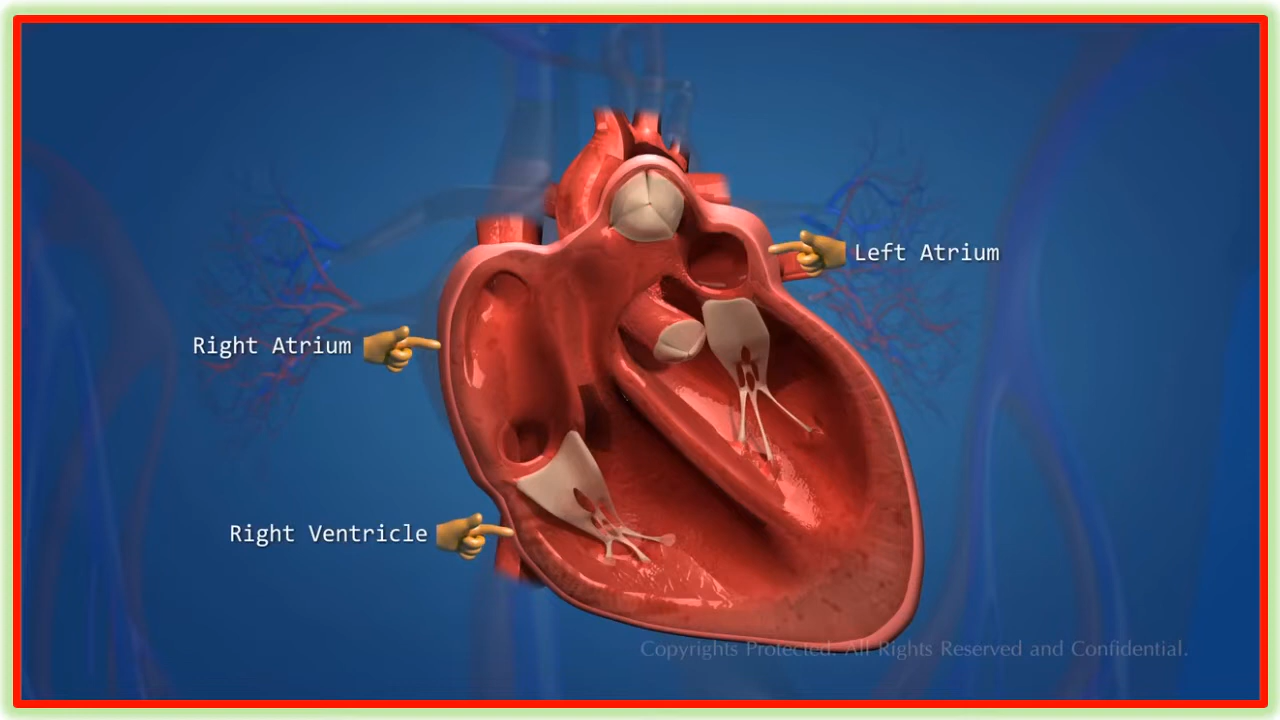 Left Atrium
Right Atrium
Right Ventricle
Copyrights Protected. All Rights Reserved and Confidential.